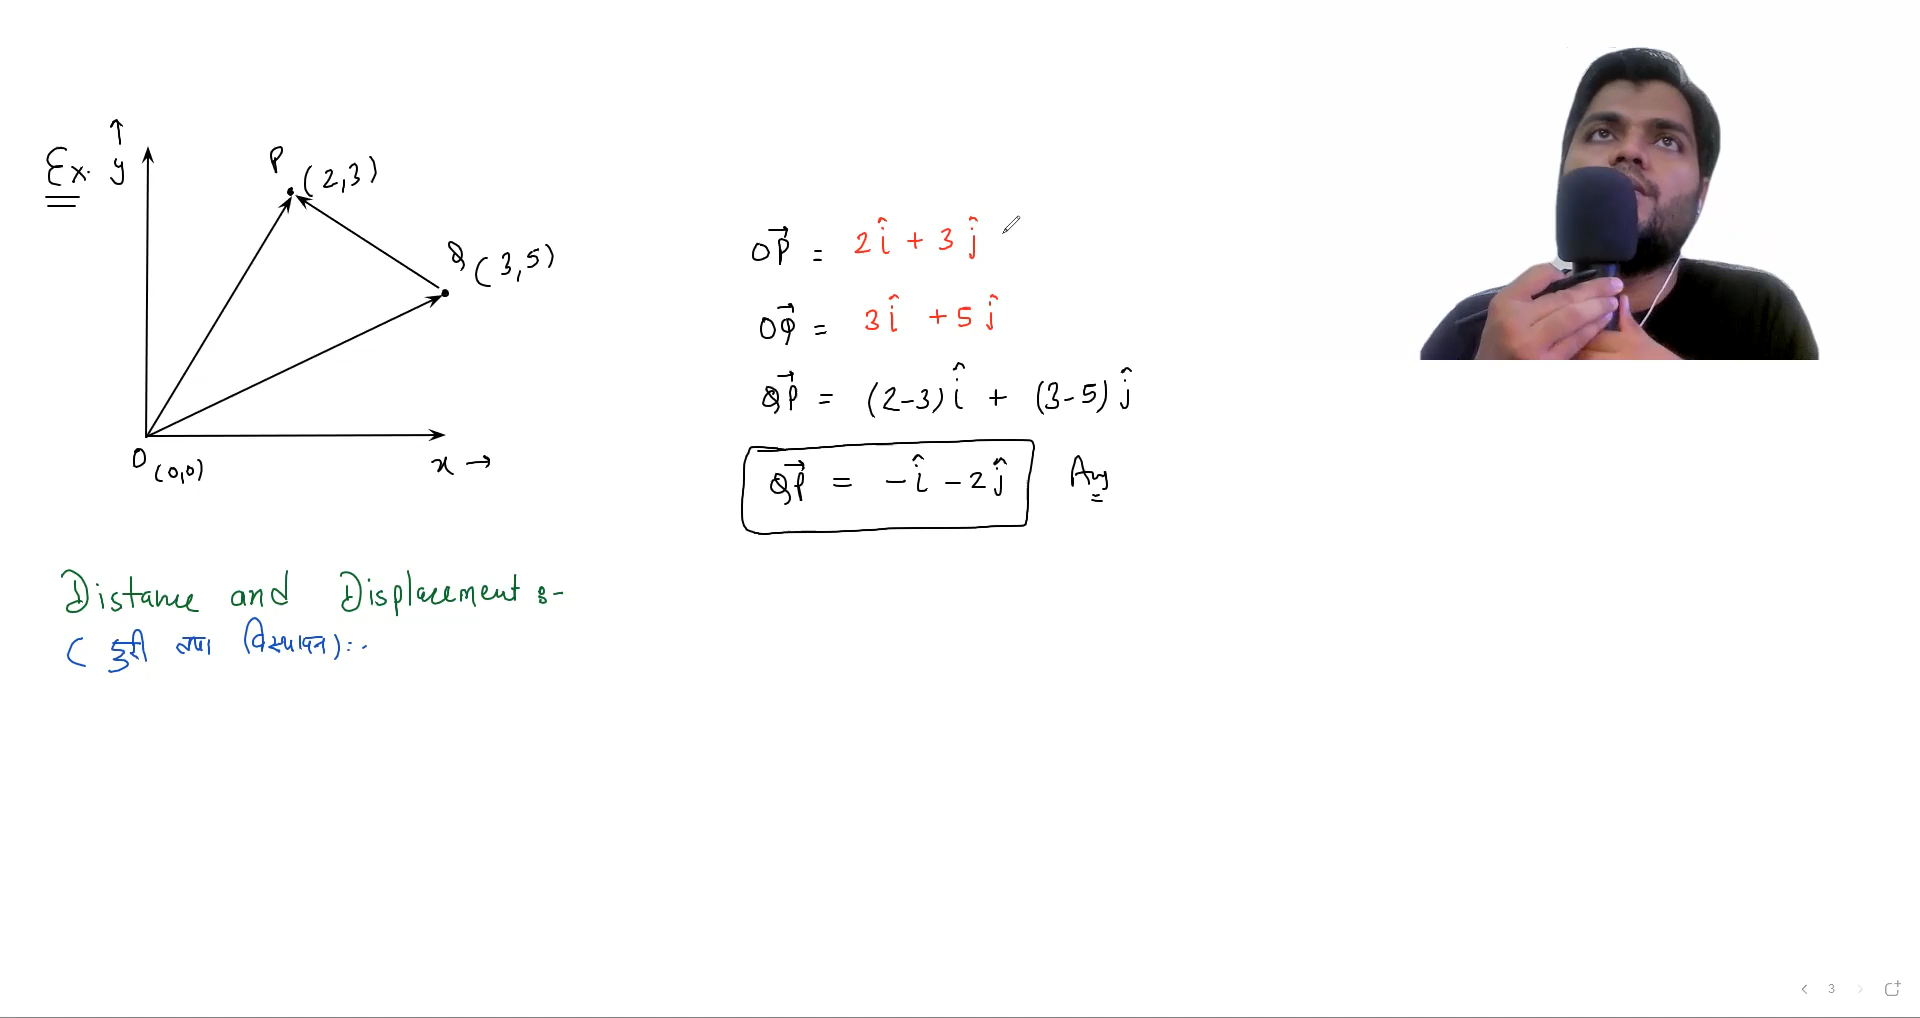 Ex. y ↑
P (2,3)
Q (3,5)
O (0,0)
x →
OP⃗ = 2î + 3ĵ
OQ⃗ = 3î + 5ĵ
QP⃗ = (2-3)î + (3-5)ĵ
QP⃗ = -î - 2ĵ Ans
Distance and Displacement :-
( दुरी तथा विस्थापन) :-
3